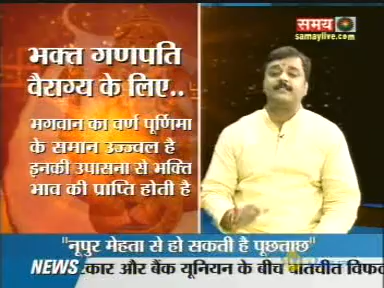 समय
samaylive.com
भक्त गणपति
वैराग्य के लिए..
भगवान का वर्ण पूर्णिमा
के समान उज्ज्वल है
इनकी उपासना से भक्ति
भाव की प्राप्ति होती है
"नूपुर मेहता से हो सकती है पूछताछ"
NEWS कार और बैंक यूनियन के बीच बातचीत विफल